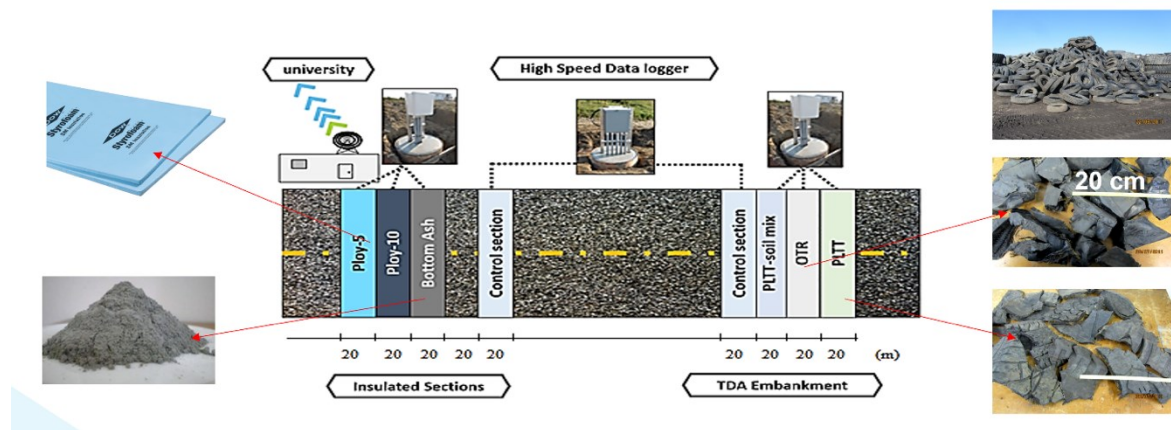 university
High Speed Data logger
Styrofoam
Styrofoam
20 cm
Ploy-5
Ploy-10
Bottom Ash
Control section
Control section
PLTT-soil mix
OTR
PLTT
20 20 20 20 20 20 20 20 20 (m)
Insulated Sections
TDA Embankment